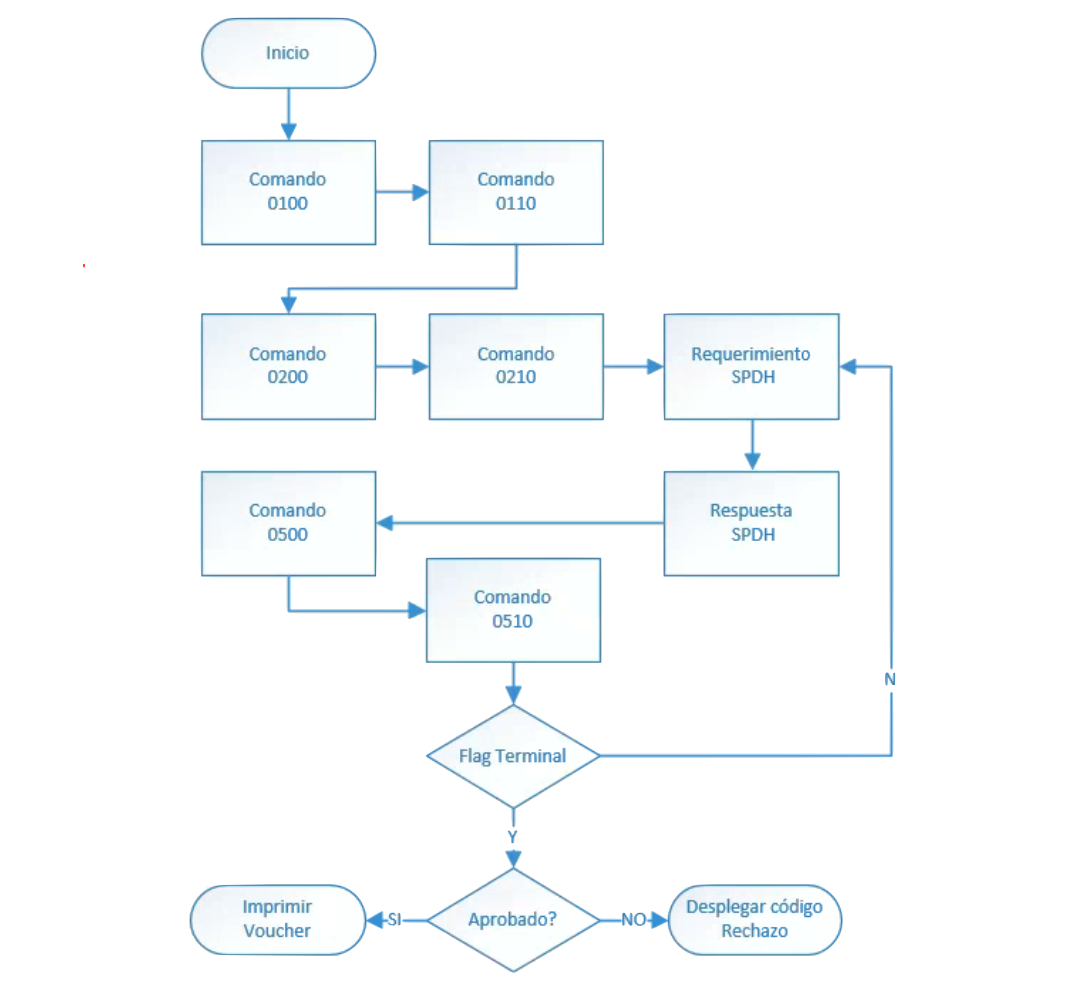 Inicio
Comando
0100
Comando
0110
Comando
0200
Comando
0210
Requerimiento
SPDH
Comando
0500
Respuesta
SPDH
Comando
0510
N
Flag Terminal
Y
Imprimir
Voucher
SI
Aprobado?
NO
Desplegar código
Rechazo